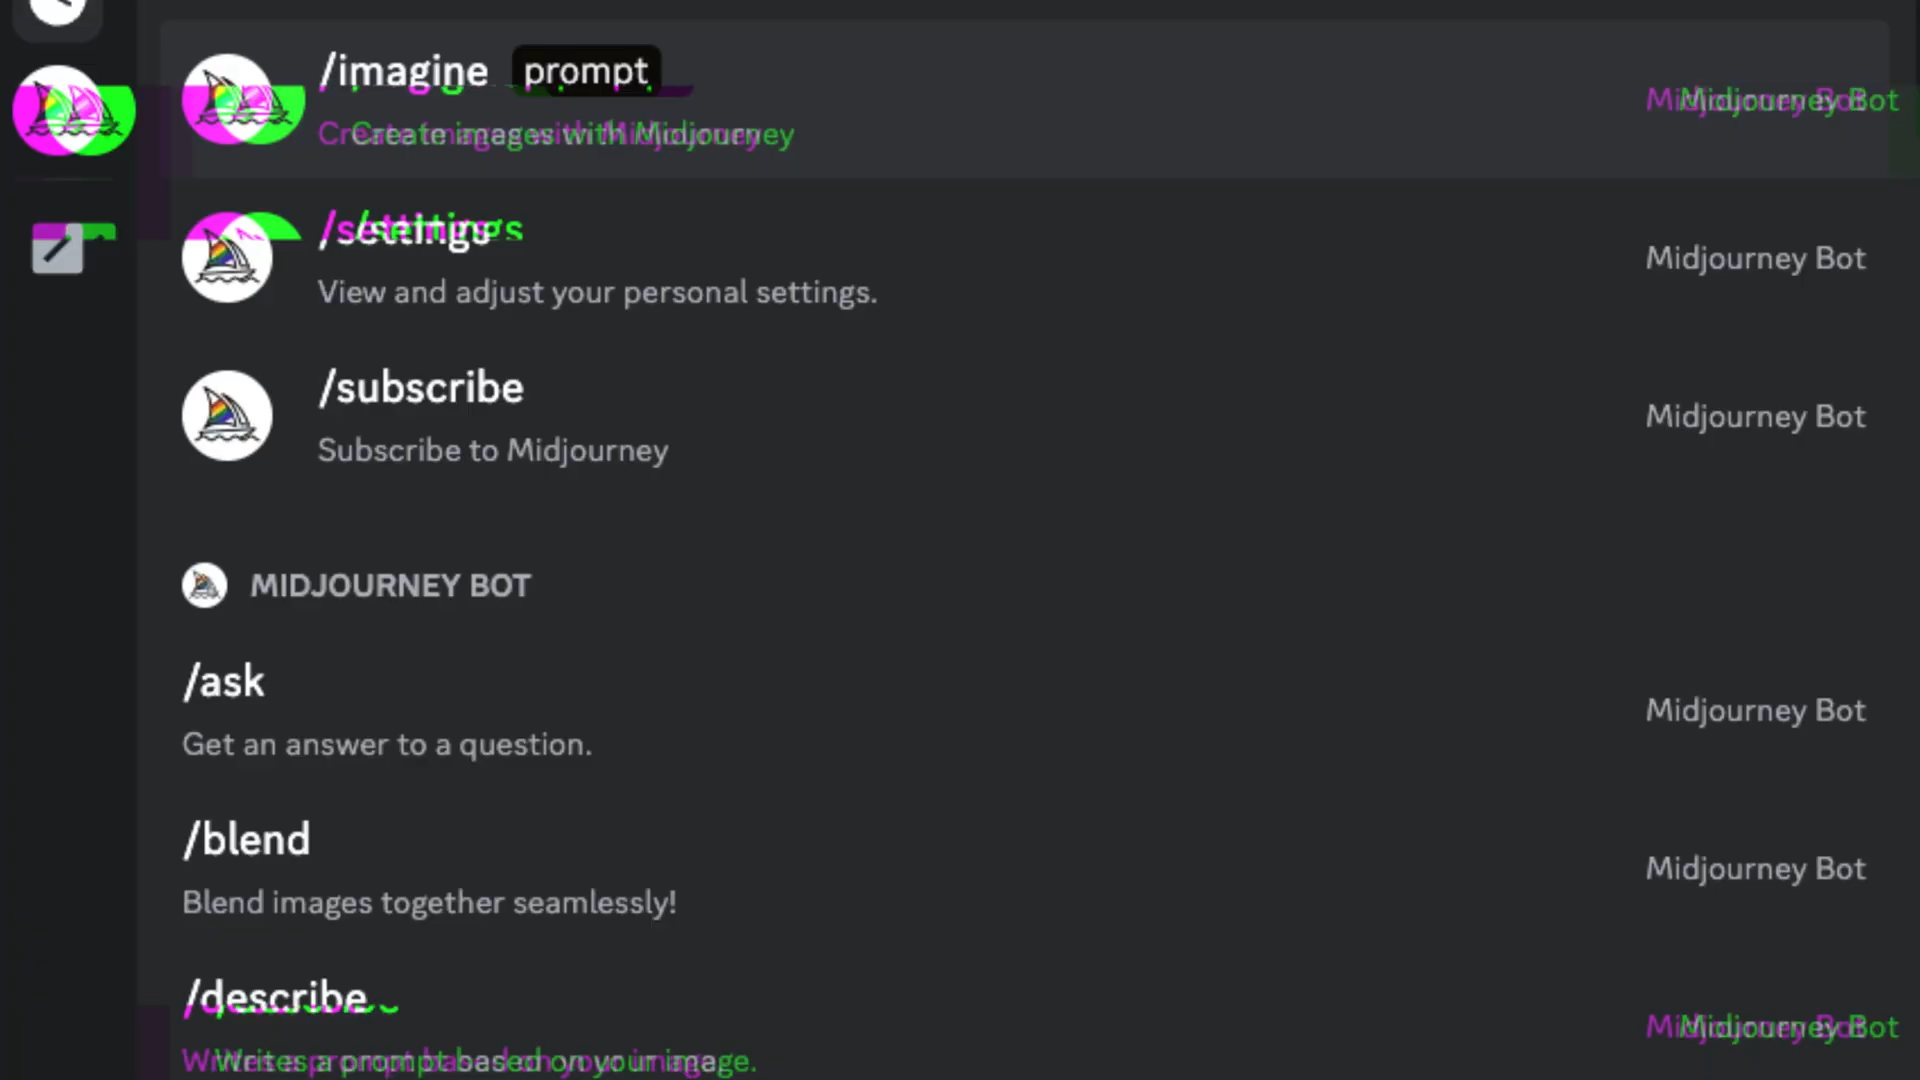 /imagine prompt
Create images with Midjourney
Midjourney Bot
/settings
View and adjust your personal settings.
Midjourney Bot
/subscribe
Subscribe to Midjourney
Midjourney Bot
MIDJOURNEY BOT
/ask
Get an answer to a question.
Midjourney Bot
/blend
Blend images together seamlessly!
Midjourney Bot
/describe
Writes a prompt based on your image.
Midjourney Bot